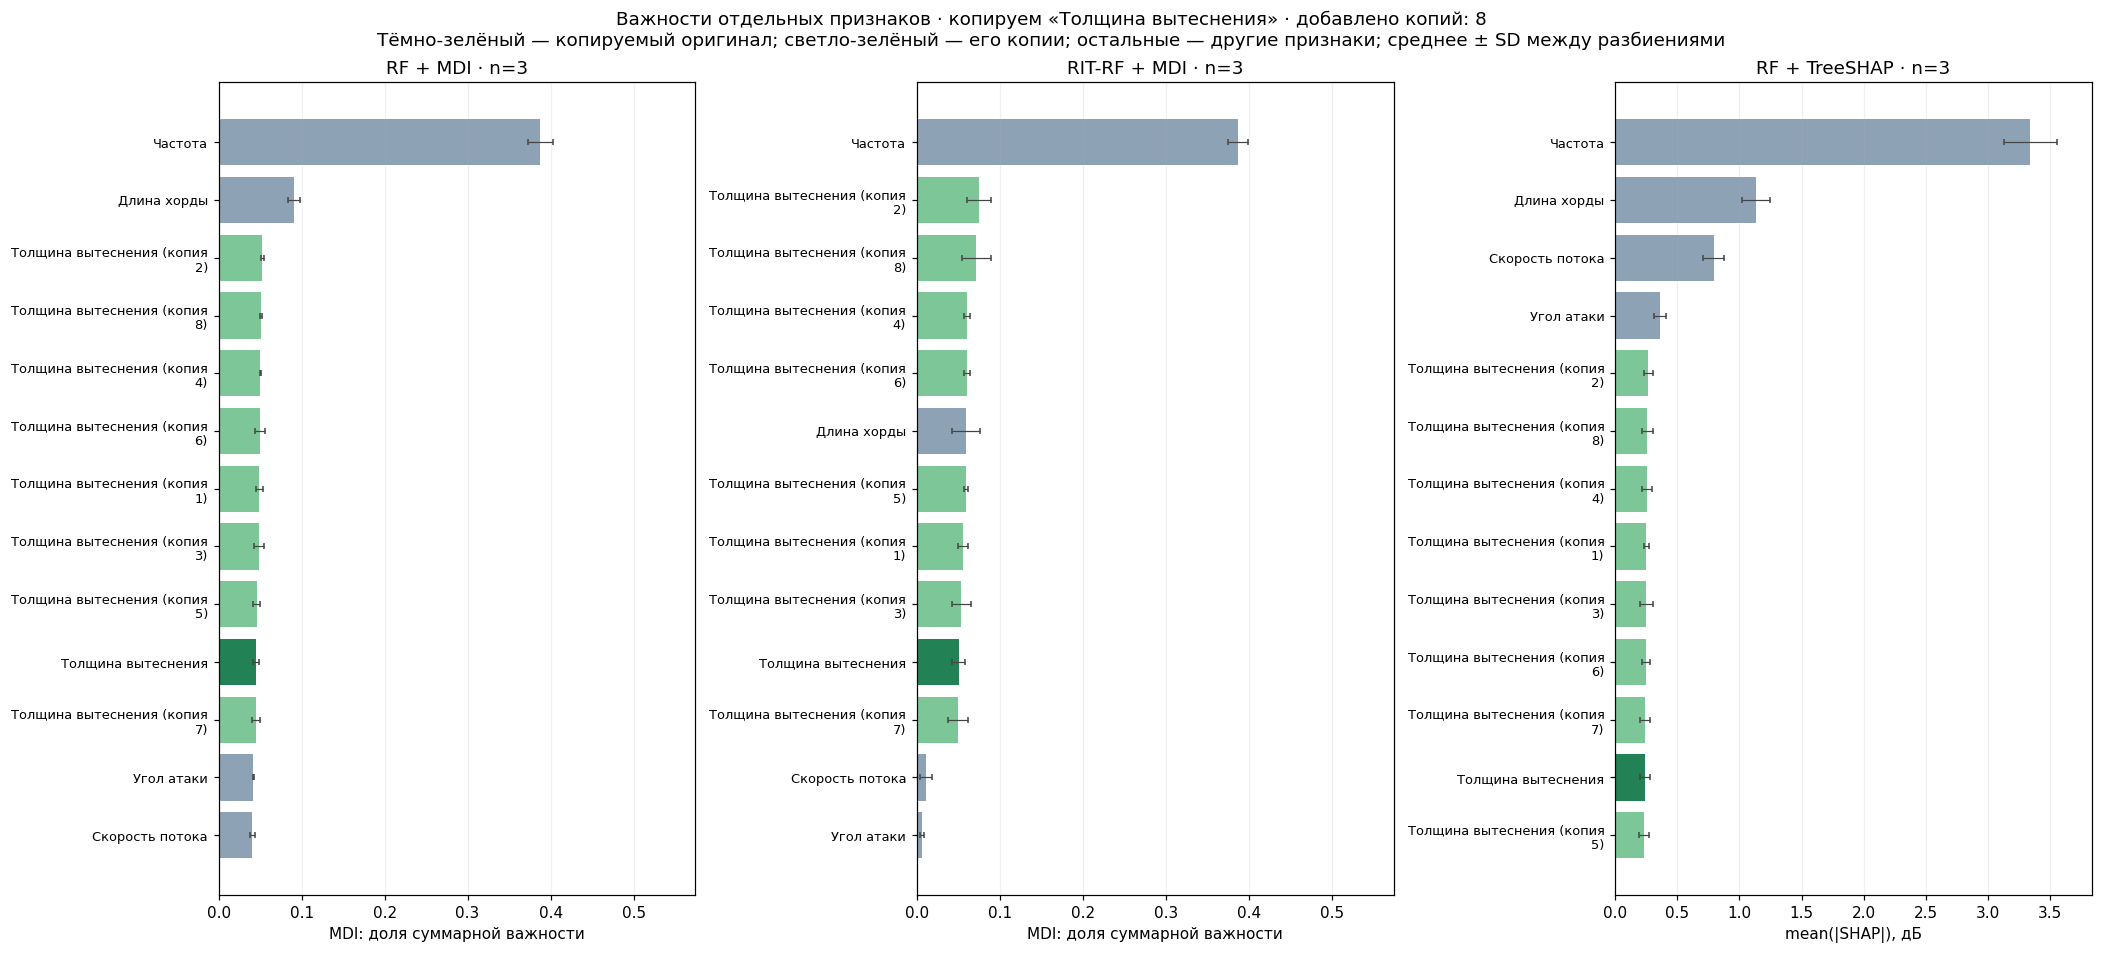 Важности отдельных признаков · копируем «Толщина вытеснения» · добавлено копий: 8
Тёмно-зелёный — копируемый оригинал; светло-зелёный — его копии; остальные — другие признаки; среднее ± SD между разбиениями
RF + MDI · n=3
Частота
Длина хорды
Толщина вытеснения (копия
2)
Толщина вытеснения (копия
8)
Толщина вытеснения (копия
4)
Толщина вытеснения (копия
6)
Толщина вытеснения (копия
1)
Толщина вытеснения (копия
3)
Толщина вытеснения (копия
5)
Толщина вытеснения
Толщина вытеснения (копия
7)
Угол атаки
Скорость потока
0.0 0.1 0.2 0.3 0.4 0.5
MDI: доля суммарной важности
RIT-RF + MDI · n=3
Частота
Толщина вытеснения (копия
2)
Толщина вытеснения (копия
8)
Толщина вытеснения (копия
4)
Толщина вытеснения (копия
6)
Длина хорды
Толщина вытеснения (копия
5)
Толщина вытеснения (копия
1)
Толщина вытеснения (копия
3)
Толщина вытеснения
Толщина вытеснения (копия
7)
Скорость потока
Угол атаки
0.0 0.1 0.2 0.3 0.4 0.5
MDI: доля суммарной важности
RF + TreeSHAP · n=3
Частота
Длина хорды
Скорость потока
Угол атаки
Толщина вытеснения (копия
2)
Толщина вытеснения (копия
8)
Толщина вытеснения (копия
4)
Толщина вытеснения (копия
1)
Толщина вытеснения (копия
3)
Толщина вытеснения (копия
6)
Толщина вытеснения (копия
7)
Толщина вытеснения
Толщина вытеснения (копия
5)
0.0 0.5 1.0 1.5 2.0 2.5 3.0 3.5
mean(|SHAP|), дБ